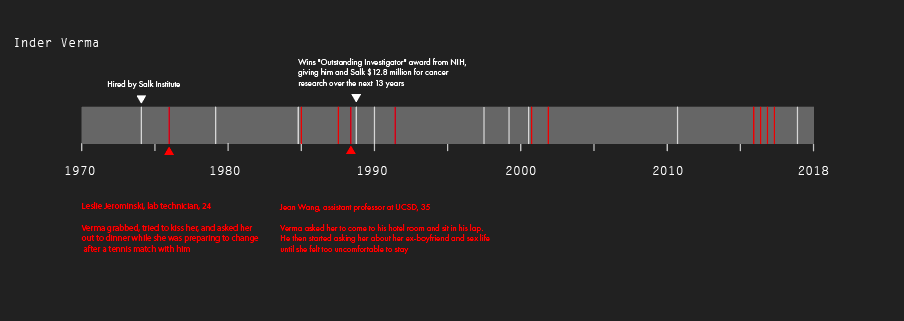 Inder Verma
Wins "Outstanding Investigator" award from NIH,
giving him and Salk $12.8 million for cancer
research over the next 13 years
Hired by Salk Institute
1970
1980
1990
2000
2010
2018
Leslie Jerominski, lab technician, 24
Verma grabbed, tried to kiss her, and asked her
out to dinner while she was preparing to change
after a tennis match with him
Jean Wang, assistant professor at UCSD, 35
Verma asked her to come to his hotel room and sit in his lap.
He then started asking her about her ex-boyfriend and sex life
until she felt too uncomfortable to stay